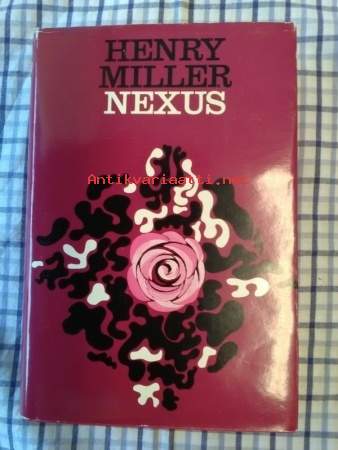 HENRY
MILLER
NEXUS
Antikvariaatti.net